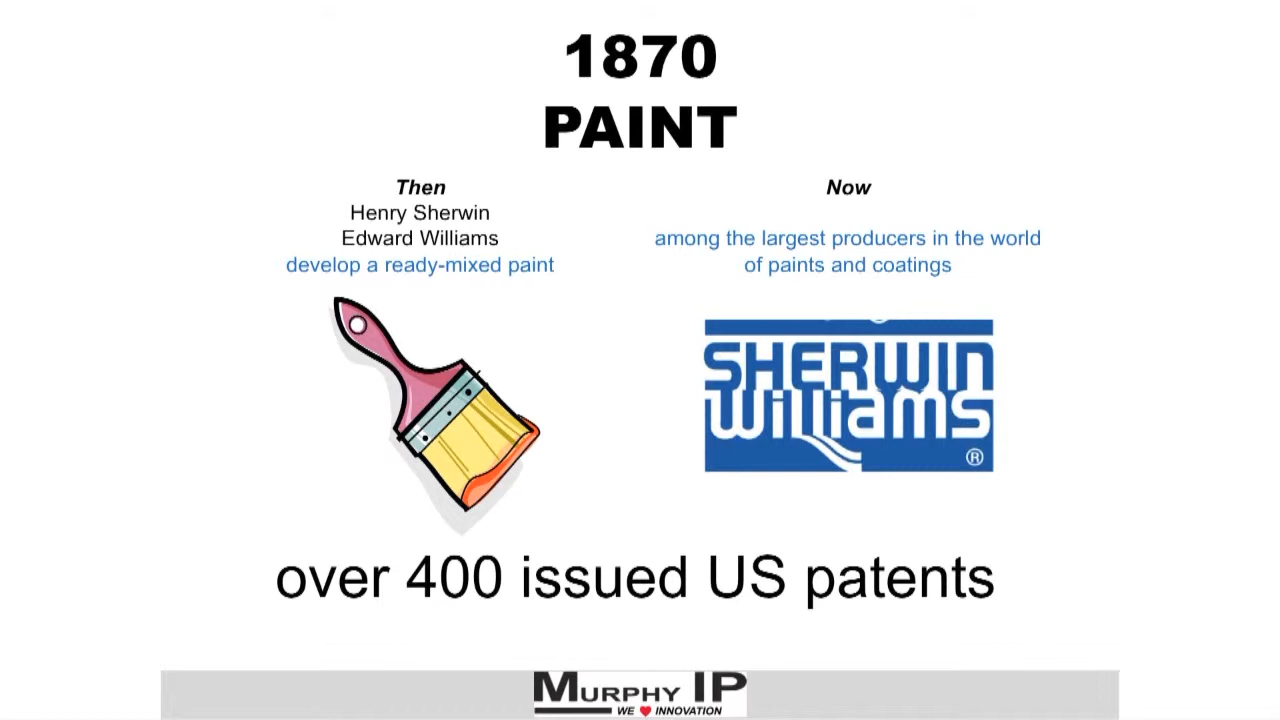 1870
PAINT
Then
Henry Sherwin
Edward Williams
develop a ready-mixed paint
Now
among the largest producers in the world
of paints and coatings
SHERWIN
WiLLiAMS
®
over 400 issued US patents
MURPHY IP
WE ❤ INNOVATION